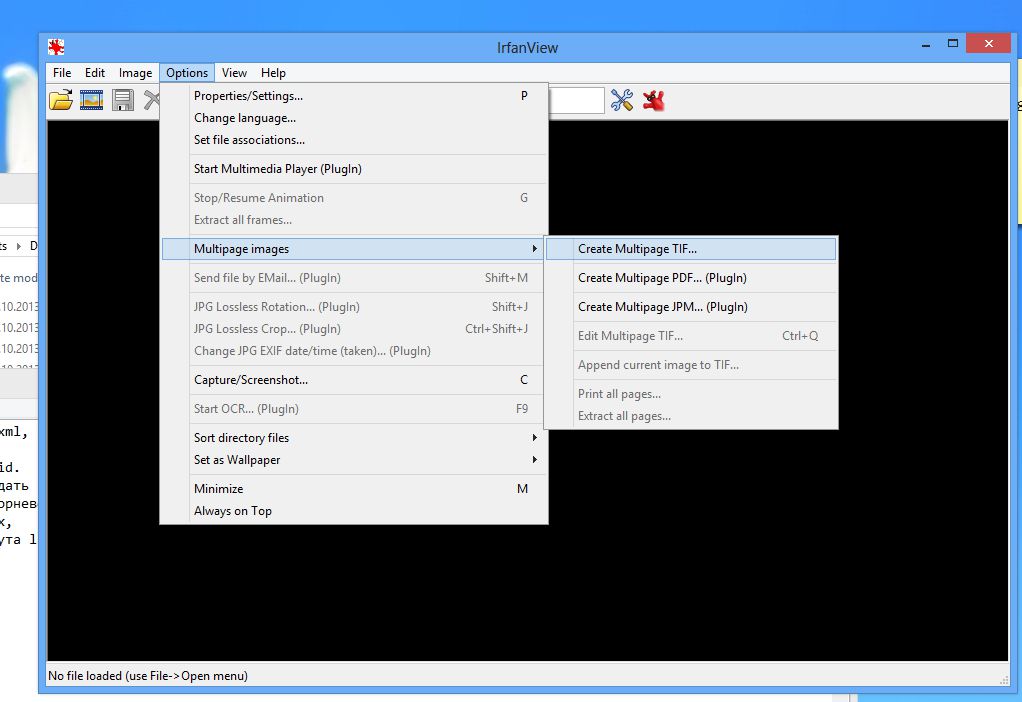 IrfanView
File Edit Image Options View Help
Properties/Settings... P
Change language...
Set file associations...
Start Multimedia Player (PlugIn)
Stop/Resume Animation G
Extract all frames...
Multipage images
Send file by EMail... (PlugIn) Shift+M
JPG Lossless Rotation... (PlugIn) Shift+J
JPG Lossless Crop... (PlugIn) Ctrl+Shift+J
Change JPG EXIF date/time (taken)... (PlugIn)
Capture/Screenshot... C
Start OCR... (PlugIn) F9
Sort directory files
Set as Wallpaper
Minimize M
Always on Top
Create Multipage TIF...
Create Multipage PDF... (PlugIn)
Create Multipage JPM... (PlugIn)
Edit Multipage TIF... Ctrl+Q
Append current image to TIF...
Print all pages...
Extract all pages...
ts D
te mod
.10.2013
.10.2013
.10.2013
xml,
id.
дать
орнев
х,
ута l
No file loaded (use File->Open menu)